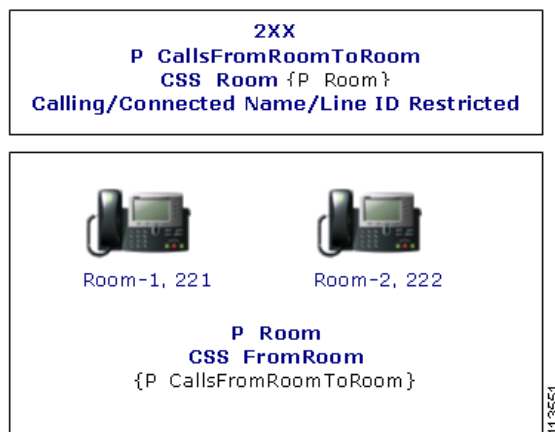 2XX
P CallsFromRoomToRoom
CSS Room {P Room}
Calling/Connected Name/Line ID Restricted
Room-1, 221 Room-2, 222
P Room
CSS FromRoom
{P CallsFromRoomToRoom}
113551